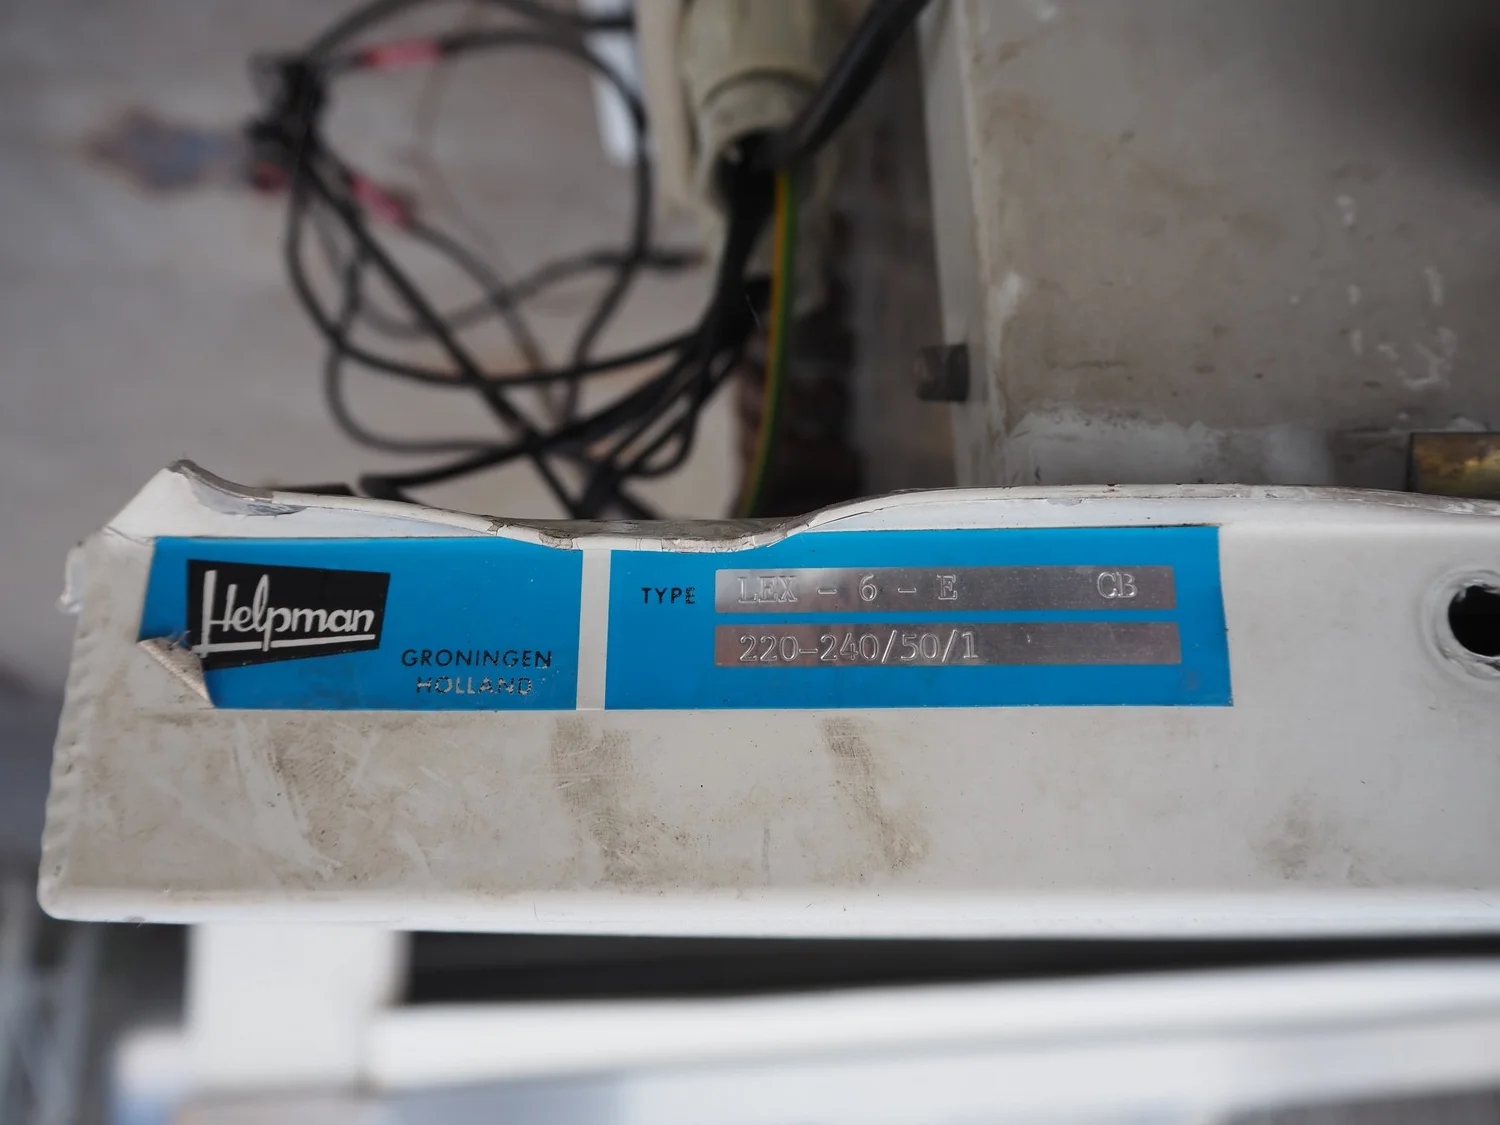 Helpman
GRONINGEN
HOLLAND
TYPE LEX - 6 - E CB
220-240/50/1